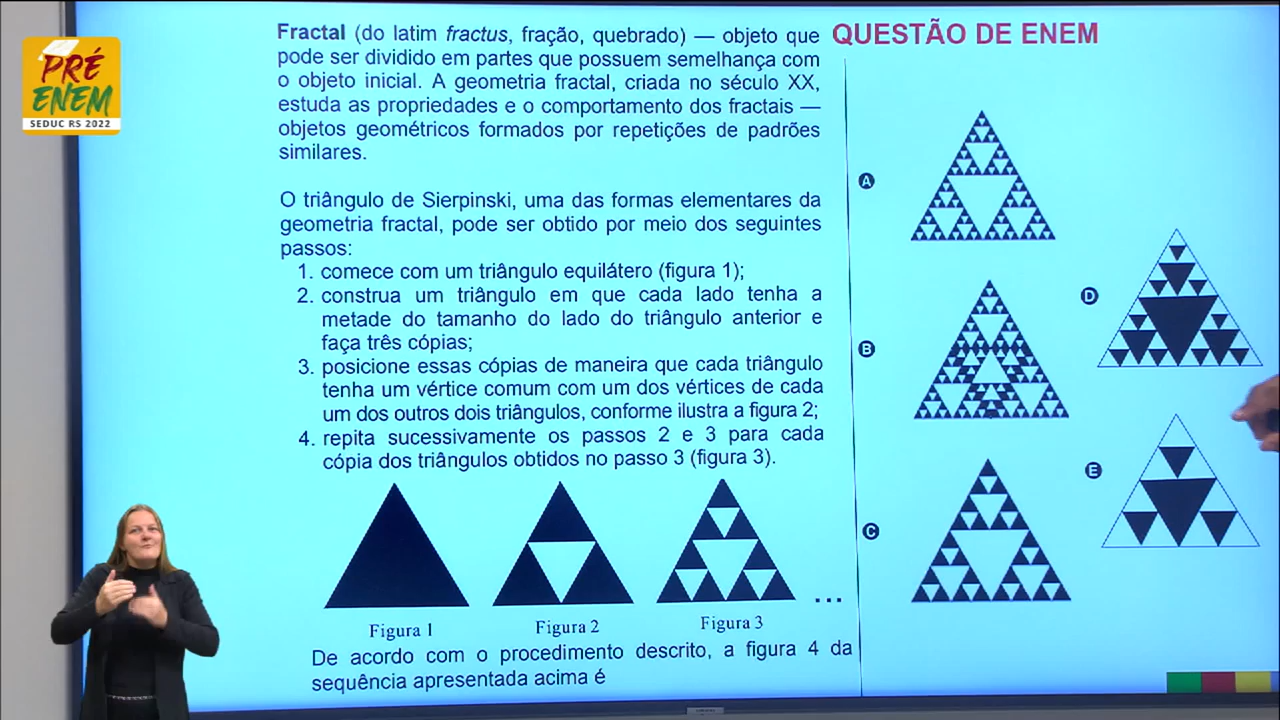 PRÉ
ENEM
SEDUC RS 2022
Fractal (do latim fractus, fração, quebrado) — objeto que
pode ser dividido em partes que possuem semelhança com
o objeto inicial. A geometria fractal, criada no século XX,
estuda as propriedades e o comportamento dos fractais —
objetos geométricos formados por repetições de padrões
similares.
O triângulo de Sierpinski, uma das formas elementares da
geometria fractal, pode ser obtido por meio dos seguintes
passos:
1. comece com um triângulo equilátero (figura 1);
2. construa um triângulo em que cada lado tenha a
metade do tamanho do lado do triângulo anterior e
faça três cópias;
3. posicione essas cópias de maneira que cada triângulo
tenha um vértice comum com um dos vértices de cada
um dos outros dois triângulos, conforme ilustra a figura 2;
4. repita sucessivamente os passos 2 e 3 para cada
cópia dos triângulos obtidos no passo 3 (figura 3).
...
Figura 1
Figura 2
Figura 3
De acordo com o procedimento descrito, a figura 4 da
sequência apresentada acima é
QUESTÃO DE ENEM
A
B
C
D
E